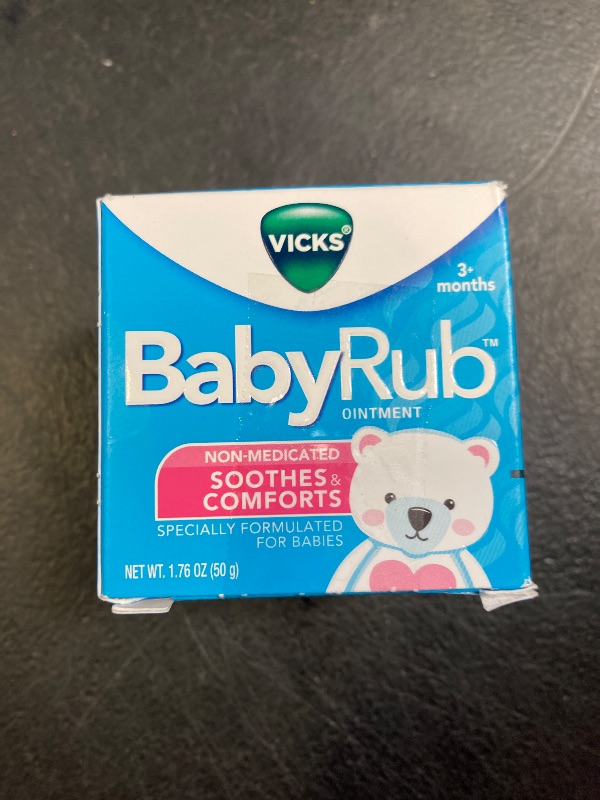 VICKS®
3+
months
BabyRub™
OINTMENT
NON-MEDICATED
SOOTHES &
COMFORTS
SPECIALLY FORMULATED
FOR BABIES
NET WT. 1.76 OZ (50 g)